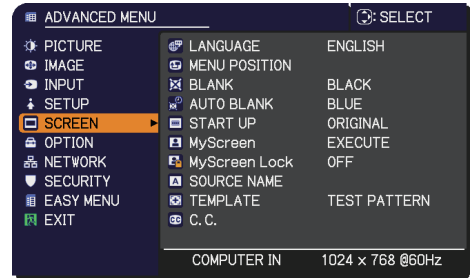 ADVANCED MENU : SELECT
PICTURE LANGUAGE ENGLISH
IMAGE MENU POSITION
INPUT BLANK BLACK
SETUP AUTO BLANK BLUE
SCREEN START UP ORIGINAL
OPTION MyScreen EXECUTE
NETWORK MyScreen Lock OFF
SECURITY SOURCE NAME
EASY MENU TEMPLATE TEST PATTERN
EXIT C.C.
COMPUTER IN 1024 x 768 @60Hz